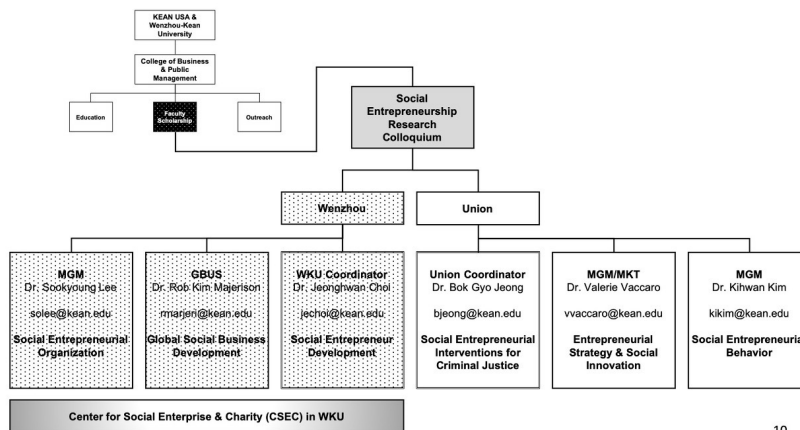 KEAN USA &
Wenzhou-Kean
University
College of Business
& Public
Management
Education
Faculty
Scholarship
Outreach
Social
Entrepreneurship
Research
Colloquium
Wenzhou
Union
MGM
Dr. Sookyoung Lee
solee@kean.edu
Social Entrepreneurial
Organization
GBUS
Dr. Rob Kim Marjerison
rmarjeri@kean.edu
Global Social Business
Development
WKU Coordinator
Dr. Jeonghwan Choi
jechoi@kean.edu
Social Entrepreneur
Development
Union Coordinator
Dr. Bok Gyo Jeong
bjeong@kean.edu
Social Entrepreneurial
Interventions for
Criminal Justice
MGM/MKT
Dr. Valerie Vaccaro
vvaccaro@kean.edu
Entrepreneurial
Strategy & Social
Innovation
MGM
Dr. Kihwan Kim
kikim@kean.edu
Social Entrepreneurial
Behavior
Center for Social Enterprise & Charity (CSEC) in WKU